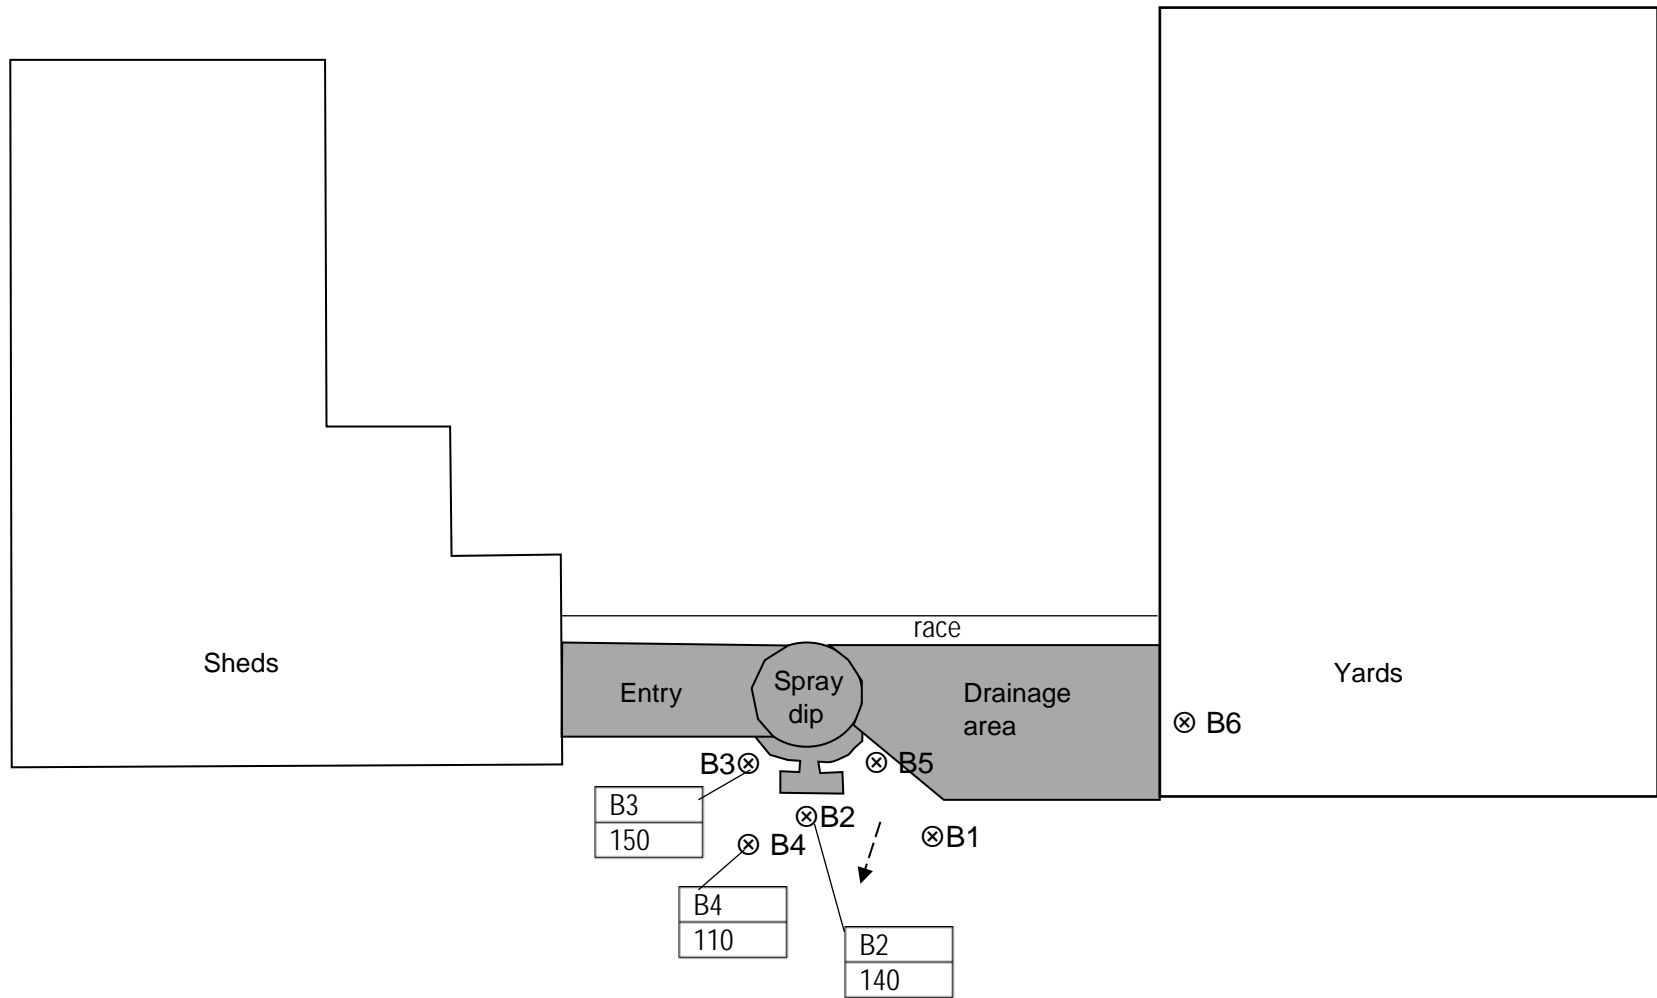 race
Sheds
Entry
Spray
dip
Drainage
area
Yards
B6
B3
B5
B3
150
B2
B4
B1
B4
110
B2
140